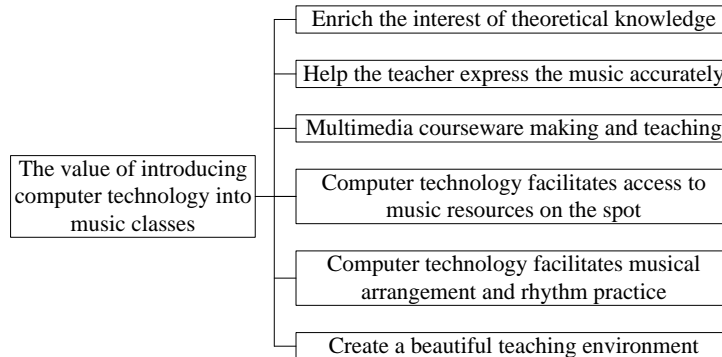 Enrich the interest of theoretical knowledge
Help the teacher express the music accurately
Multimedia courseware making and teaching
The value of introducing
computer technology into
music classes
Computer technology facilitates access to
music resources on the spot
Computer technology facilitates musical
arrangement and rhythm practice
Create a beautiful teaching environment